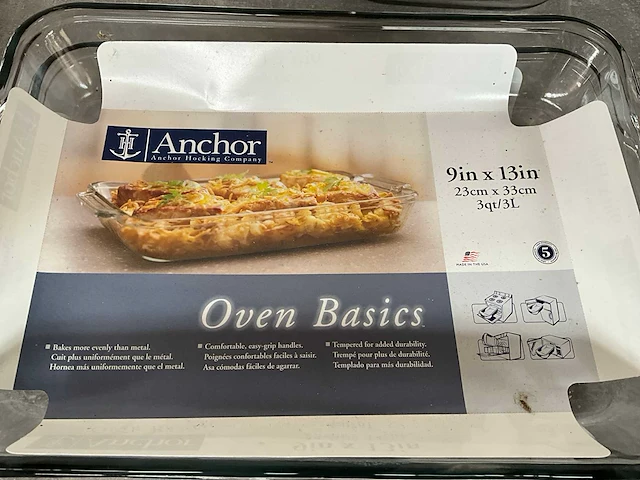 Anchor
Anchor Hocking Company
9in x 13in
23cm x 33cm
3qt/3L
MADE IN THE USA
5
Oven Basics
Bakes more evenly than metal.
Cuit plus uniformément que le métal.
Hornea más uniformemente que el metal.
Comfortable, easy-grip handles.
Poignées confortables faciles à saisir.
Asa cómodas fáciles de agarrar.
Tempered for added durability.
Trempé pour plus de durabilité.
Templado para más durabilidad.